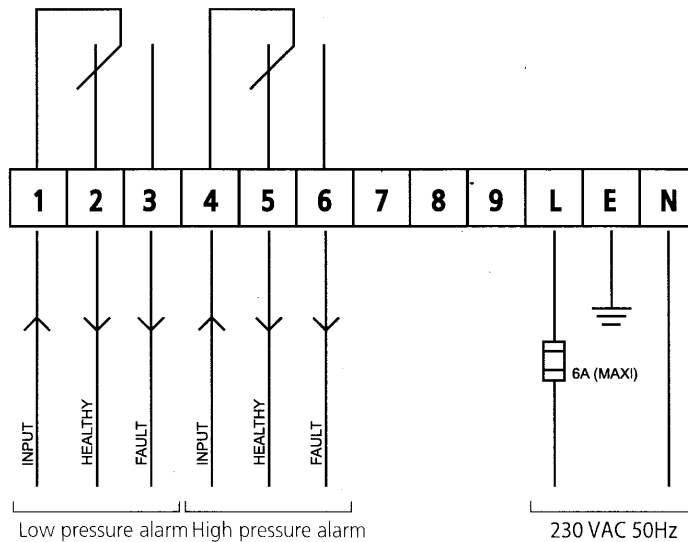 1 2 3 4 5 6 7 8 9 L E N
6A (MAXI)
INPUT
HEALTHY
FAULT
INPUT
HEALTHY
FAULT
Low pressure alarm
High pressure alarm
230 VAC 50Hz